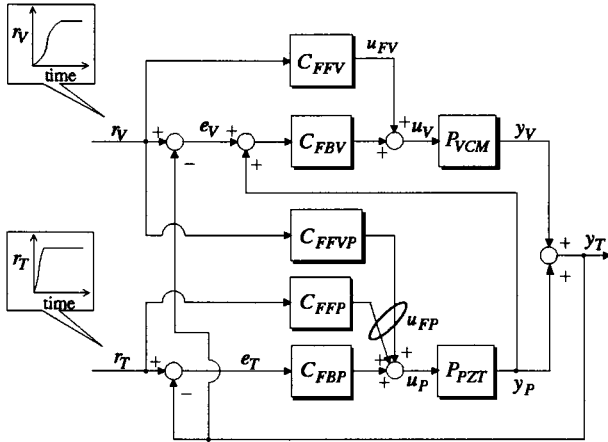 r_V
time
C_FFV
u_FV
r_V
+
−
e_V
+
+
C_FBV
+
+
u_V
P_VCM
y_V
r_T
time
C_FFVP
C_FFP
u_FP
+
+
y_T
r_T
+
−
e_T
C_FBP
+
+
+
u_P
P_PZT
y_P